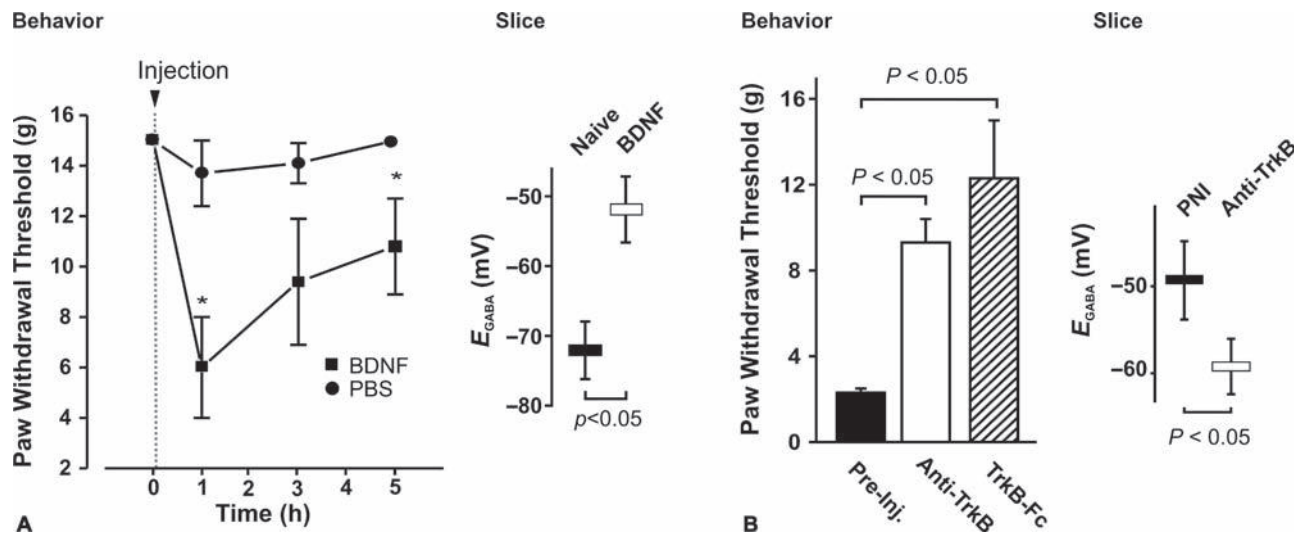 Behavior
Injection
Paw Withdrawal Threshold (g)
16
14
12
10
8
6
4
2
*
*
BDNF
PBS
0 1 2 3 4 5
Time (h)
A
Slice
Naive
BDNF
E_GABA (mV)
−50
−60
−70
−80
p<0.05
Behavior
Paw Withdrawal Threshold (g)
16
12
8
4
0
P < 0.05
P < 0.05
Pre-Inj.
Anti-TrkB
TrkB-Fc
B
Slice
PNI
Anti-TrkB
E_GABA (mV)
−50
−60
P < 0.05